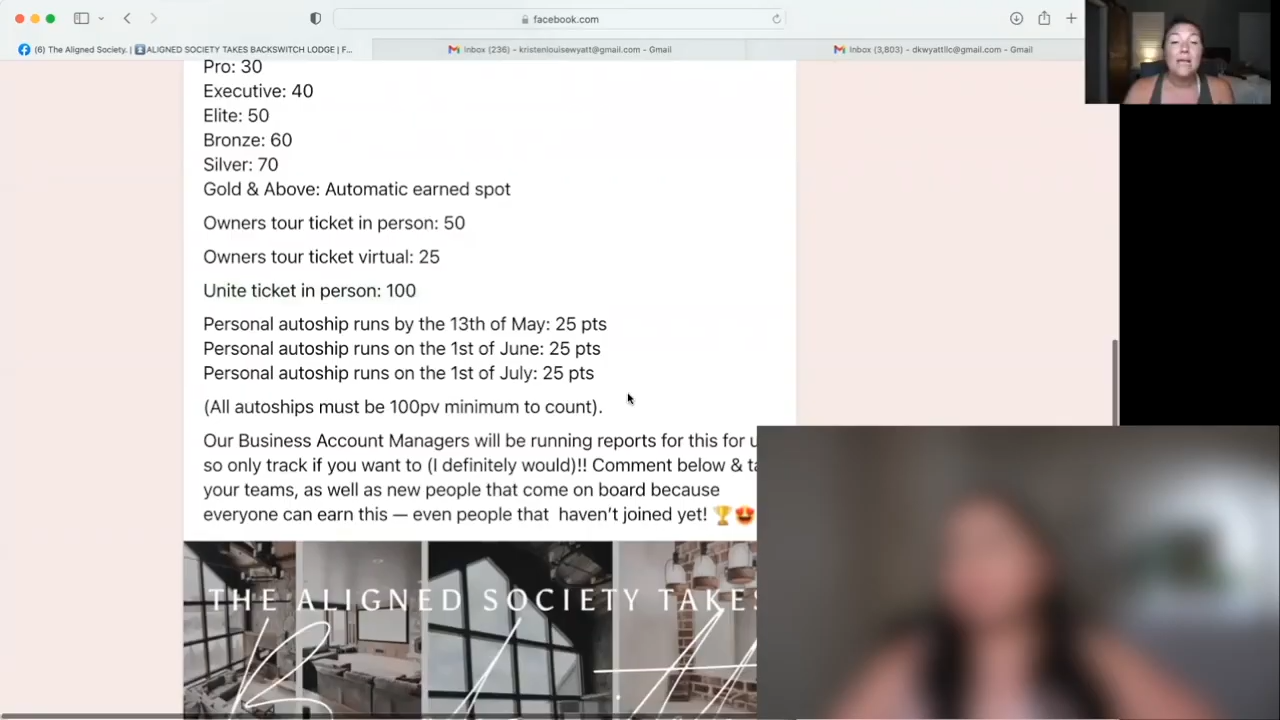 facebook.com
(6) The Aligned Society. | ⬇️ALIGNED SOCIETY TAKES BACKSWITCH LODGE | F...
Inbox (236) – kristenlouisewyatt@gmail.com – Gmail
Inbox (3,803) – dkwyattllc@gmail.com – Gmail
Pro: 30
Executive: 40
Elite: 50
Bronze: 60
Silver: 70
Gold & Above: Automatic earned spot
Owners tour ticket in person: 50
Owners tour ticket virtual: 25
Unite ticket in person: 100
Personal autoship runs by the 13th of May: 25 pts
Personal autoship runs on the 1st of June: 25 pts
Personal autoship runs on the 1st of July: 25 pts
(All autoships must be 100pv minimum to count).
Our Business Account Managers will be running reports for this for u
so only track if you want to (I definitely would)!! Comment below & ta
your teams, as well as new people that come on board because
everyone can earn this — even people that haven't joined yet! 🏆😍
THE ALIGNED SOCIETY TAKES